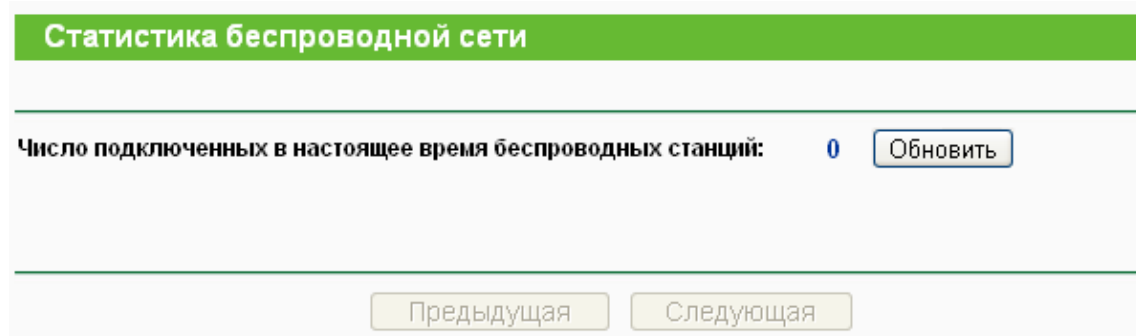 Статистика беспроводной сети
Число подключенных в настоящее время беспроводных станций: 0 Обновить
Предыдущая Следующая